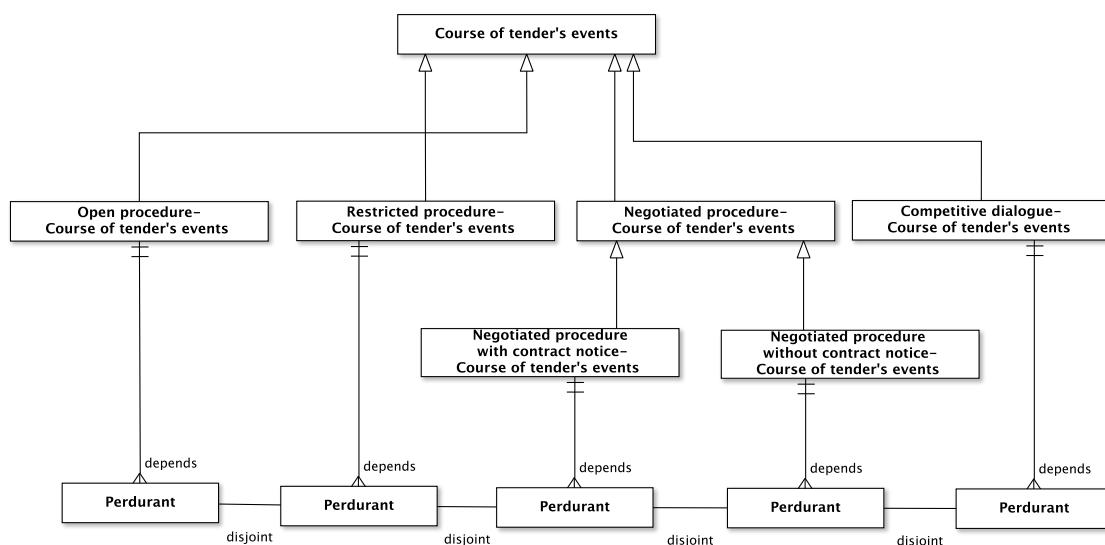 Course of tender's events
Open procedure–
Course of tender's events
Restricted procedure–
Course of tender's events
Negotiated procedure–
Course of tender's events
Competitive dialogue–
Course of tender's events
Negotiated procedure
with contract notice–
Course of tender's events
Negotiated procedure
without contract notice–
Course of tender's events
depends
depends
depends
depends
depends
Perdurant
Perdurant
Perdurant
Perdurant
Perdurant
disjoint
disjoint
disjoint
disjoint